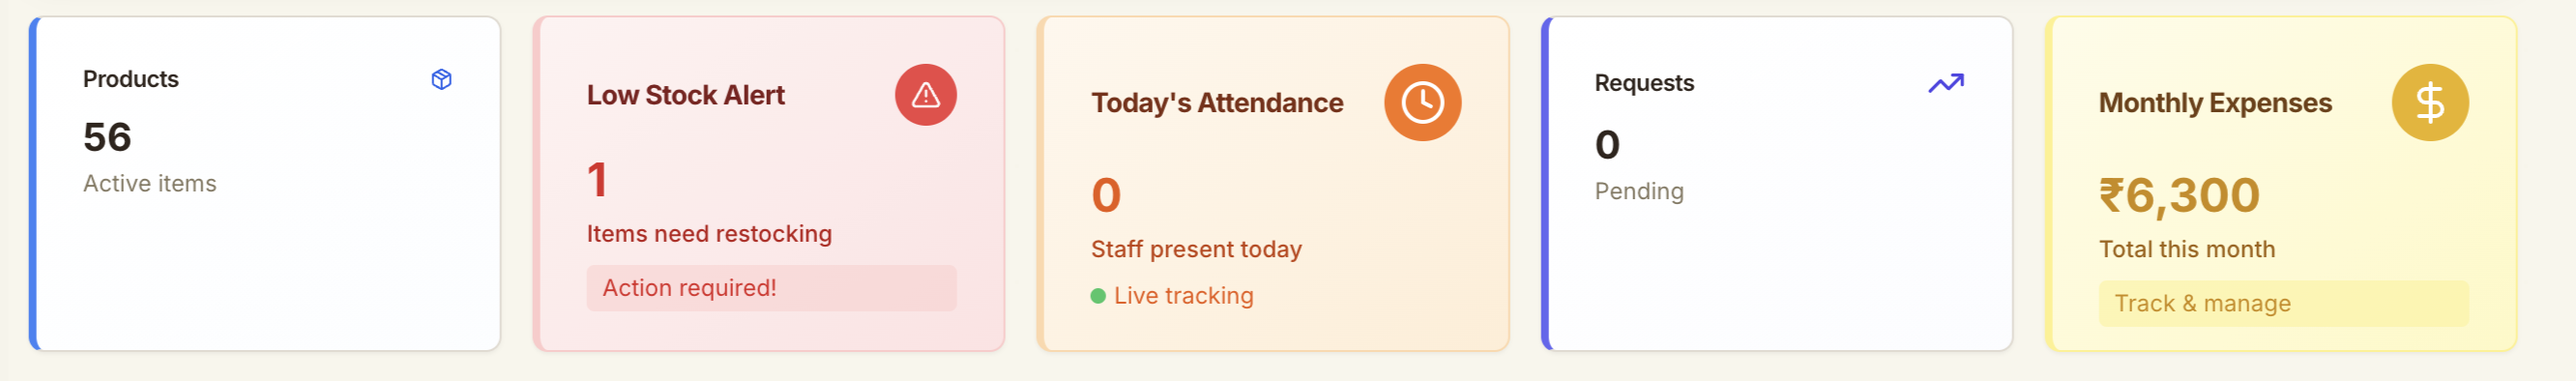 Products
56
Active items
Low Stock Alert
1
Items need restocking
Action required!
Today's Attendance
0
Staff present today
Live tracking
Requests
0
Pending
Monthly Expenses
₹6,300
Total this month
Track & manage